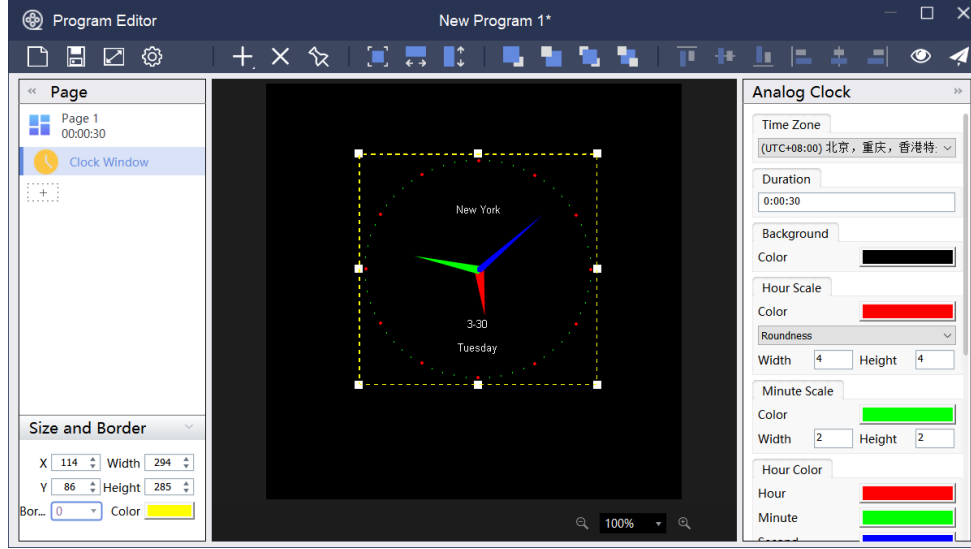 Program Editor
New Program 1*
Page
Page 1
00:00:30
Clock Window
Size and Border
X 114 Width 294
Y 86 Height 285
Bor... 0 Color
New York
3-30
Tuesday
100%
Analog Clock
Time Zone
(UTC+08:00) 北京，重庆，香港特
Duration
0:00:30
Background
Color
Hour Scale
Color
Roundness
Width 4 Height 4
Minute Scale
Color
Width 2 Height 2
Hour Color
Hour
Minute
Second